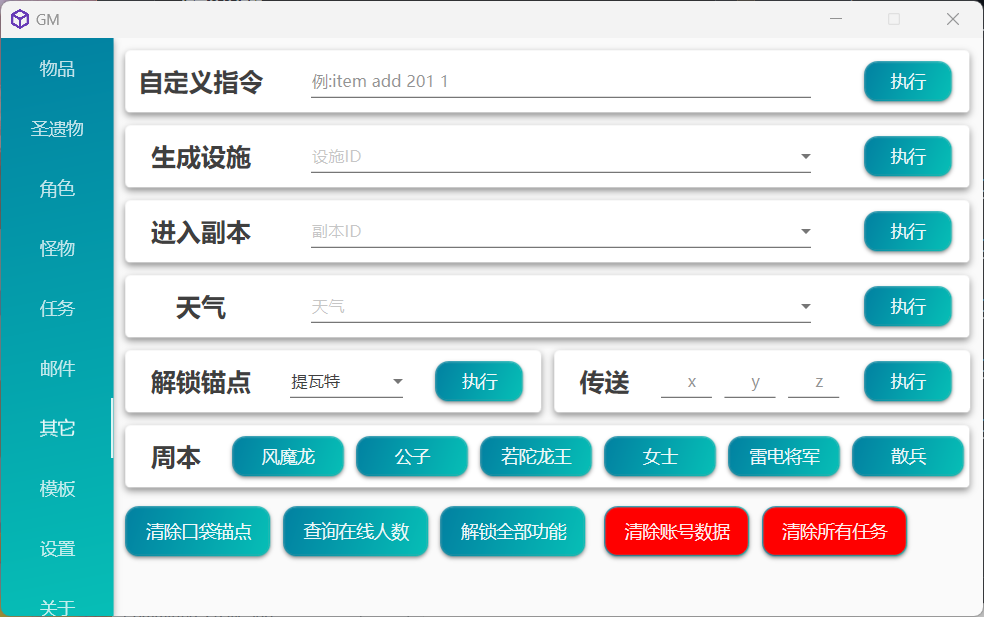 GM
物品
圣遗物
角色
怪物
任务
邮件
其它
模板
设置
关于
自定义指令 例:item add 201 1 执行
生成设施 设施ID 执行
进入副本 副本ID 执行
天气 天气 执行
解锁锚点 提瓦特 执行 传送 x y z 执行
周本 风魔龙 公子 若陀龙王 女士 雷电将军 散兵
清除口袋锚点 查询在线人数 解锁全部功能 清除账号数据 清除所有任务